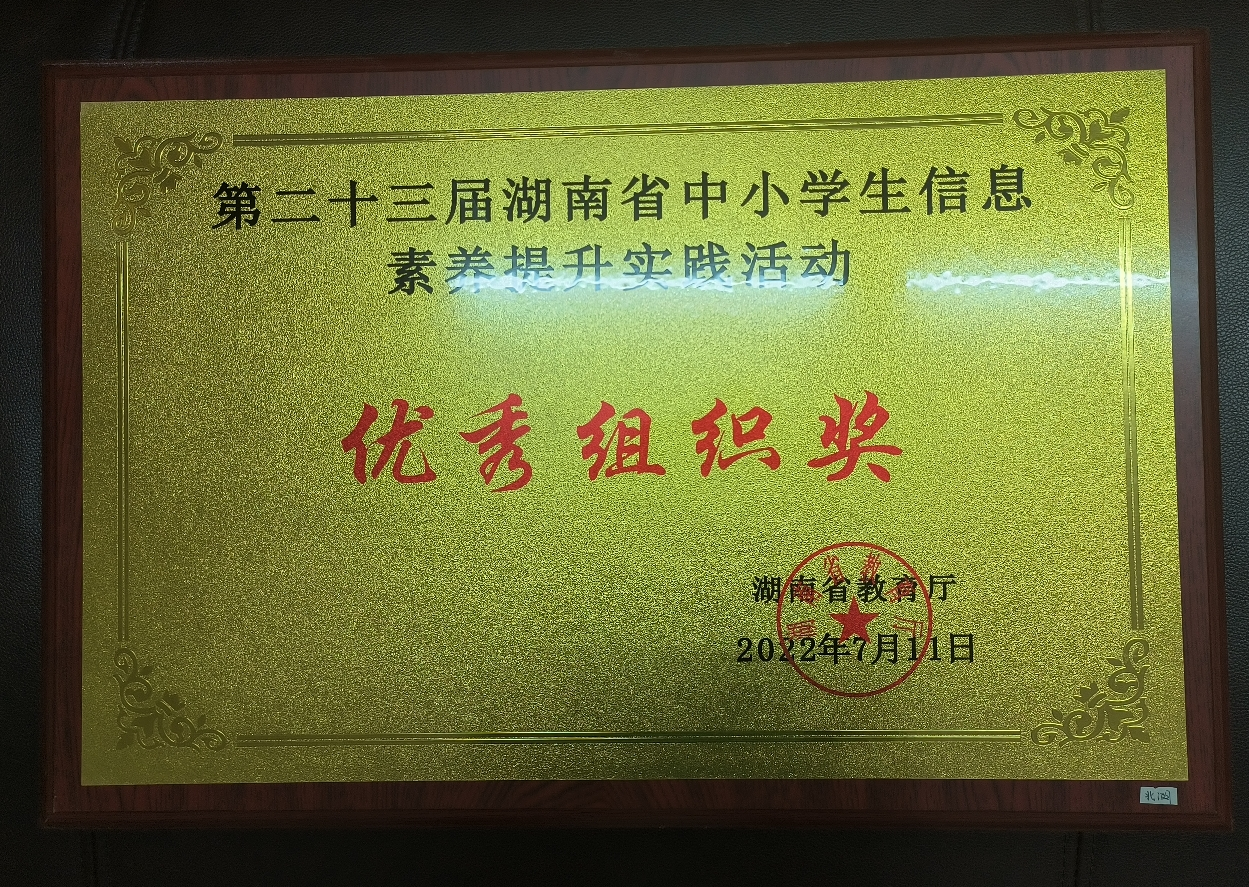 第二十三届湖南省中小学生信息
素养提升实践活动
优秀组织奖
湖南省教育厅
2022年7月11日